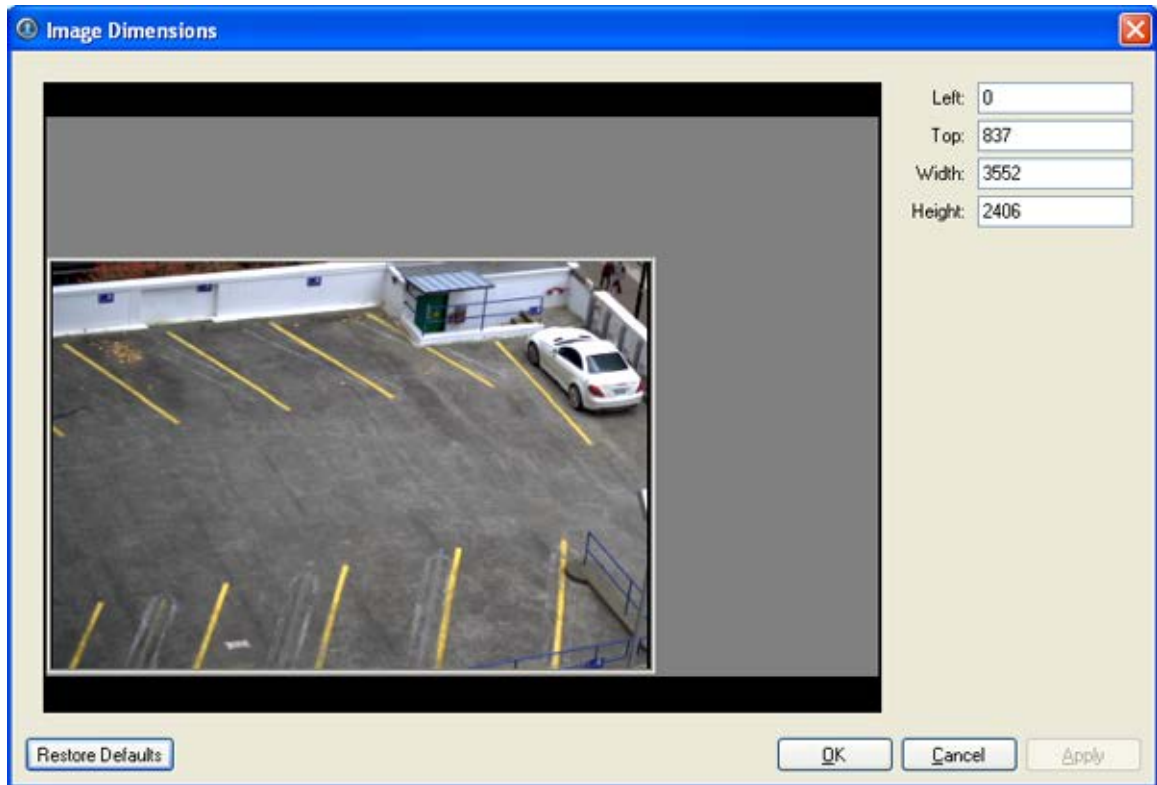 Image Dimensions
Left: 0
Top: 837
Width: 3552
Height: 2406
Restore Defaults
OK
Cancel
Apply